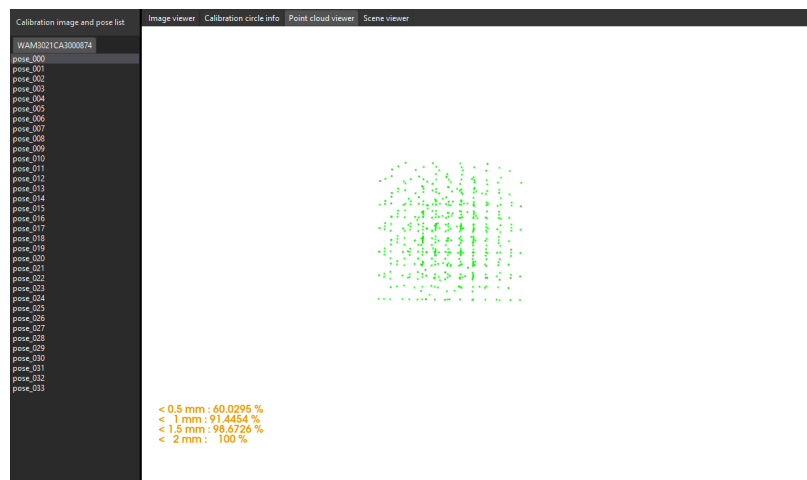 Calibration image and pose list
Image viewer Calibration circle info Point cloud viewer Scene viewer
WAM3021CA3000874
pose_000
pose_001
pose_002
pose_003
pose_004
pose_005
pose_006
pose_007
pose_008
pose_009
pose_010
pose_011
pose_012
pose_013
pose_014
pose_015
pose_016
pose_017
pose_018
pose_019
pose_020
pose_021
pose_022
pose_023
pose_024
pose_025
pose_026
pose_027
pose_028
pose_029
pose_030
pose_031
pose_032
pose_033
< 0.5 mm : 60.0295 %
< 1 mm : 91.4454 %
< 1.5 mm : 98.6726 %
< 2 mm : 100 %